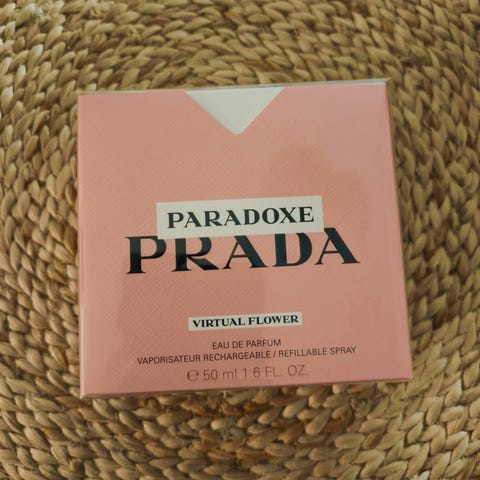 PARADOXE
PRADA
VIRTUAL FLOWER
EAU DE PARFUM
VAPORISATEUR RECHARGEABLE / REFILLABLE SPRAY
℮ 50 ml 1.6 FL. OZ.